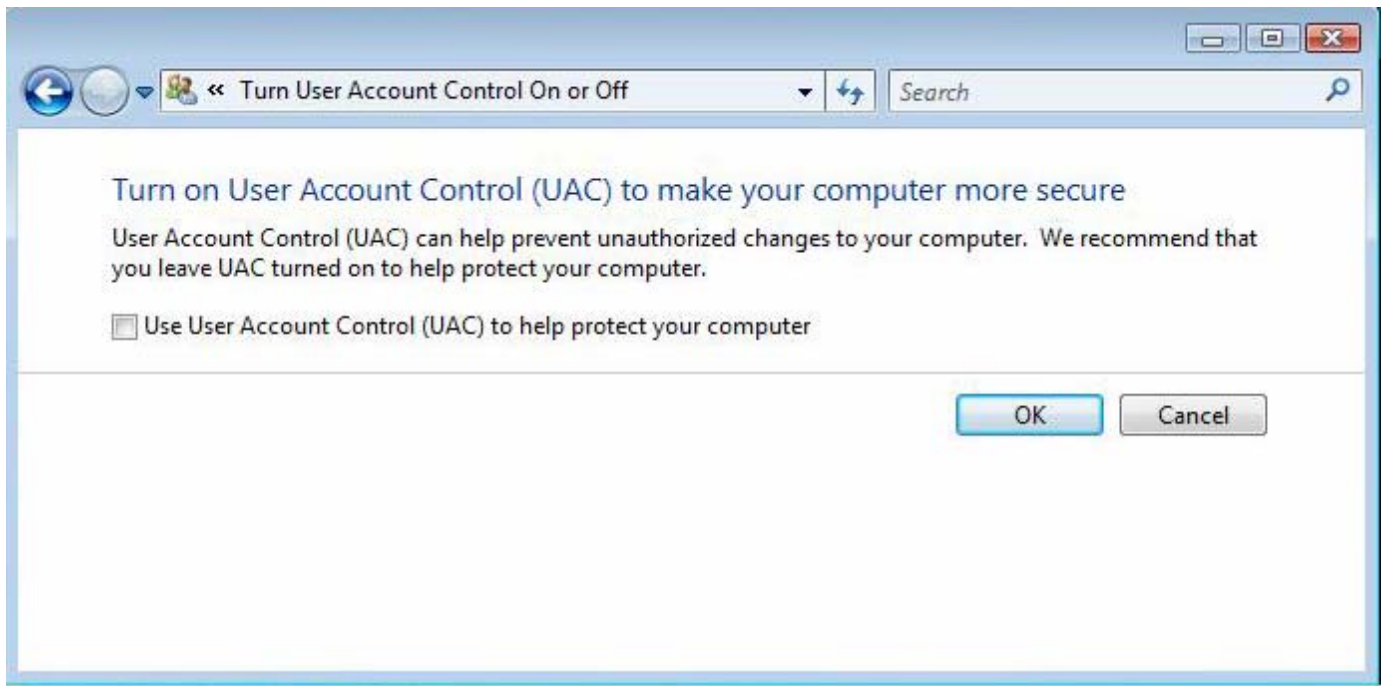 « Turn User Account Control On or Off
Search
Turn on User Account Control (UAC) to make your computer more secure
User Account Control (UAC) can help prevent unauthorized changes to your computer.  We recommend that
you leave UAC turned on to help protect your computer.
Use User Account Control (UAC) to help protect your computer
OK
Cancel